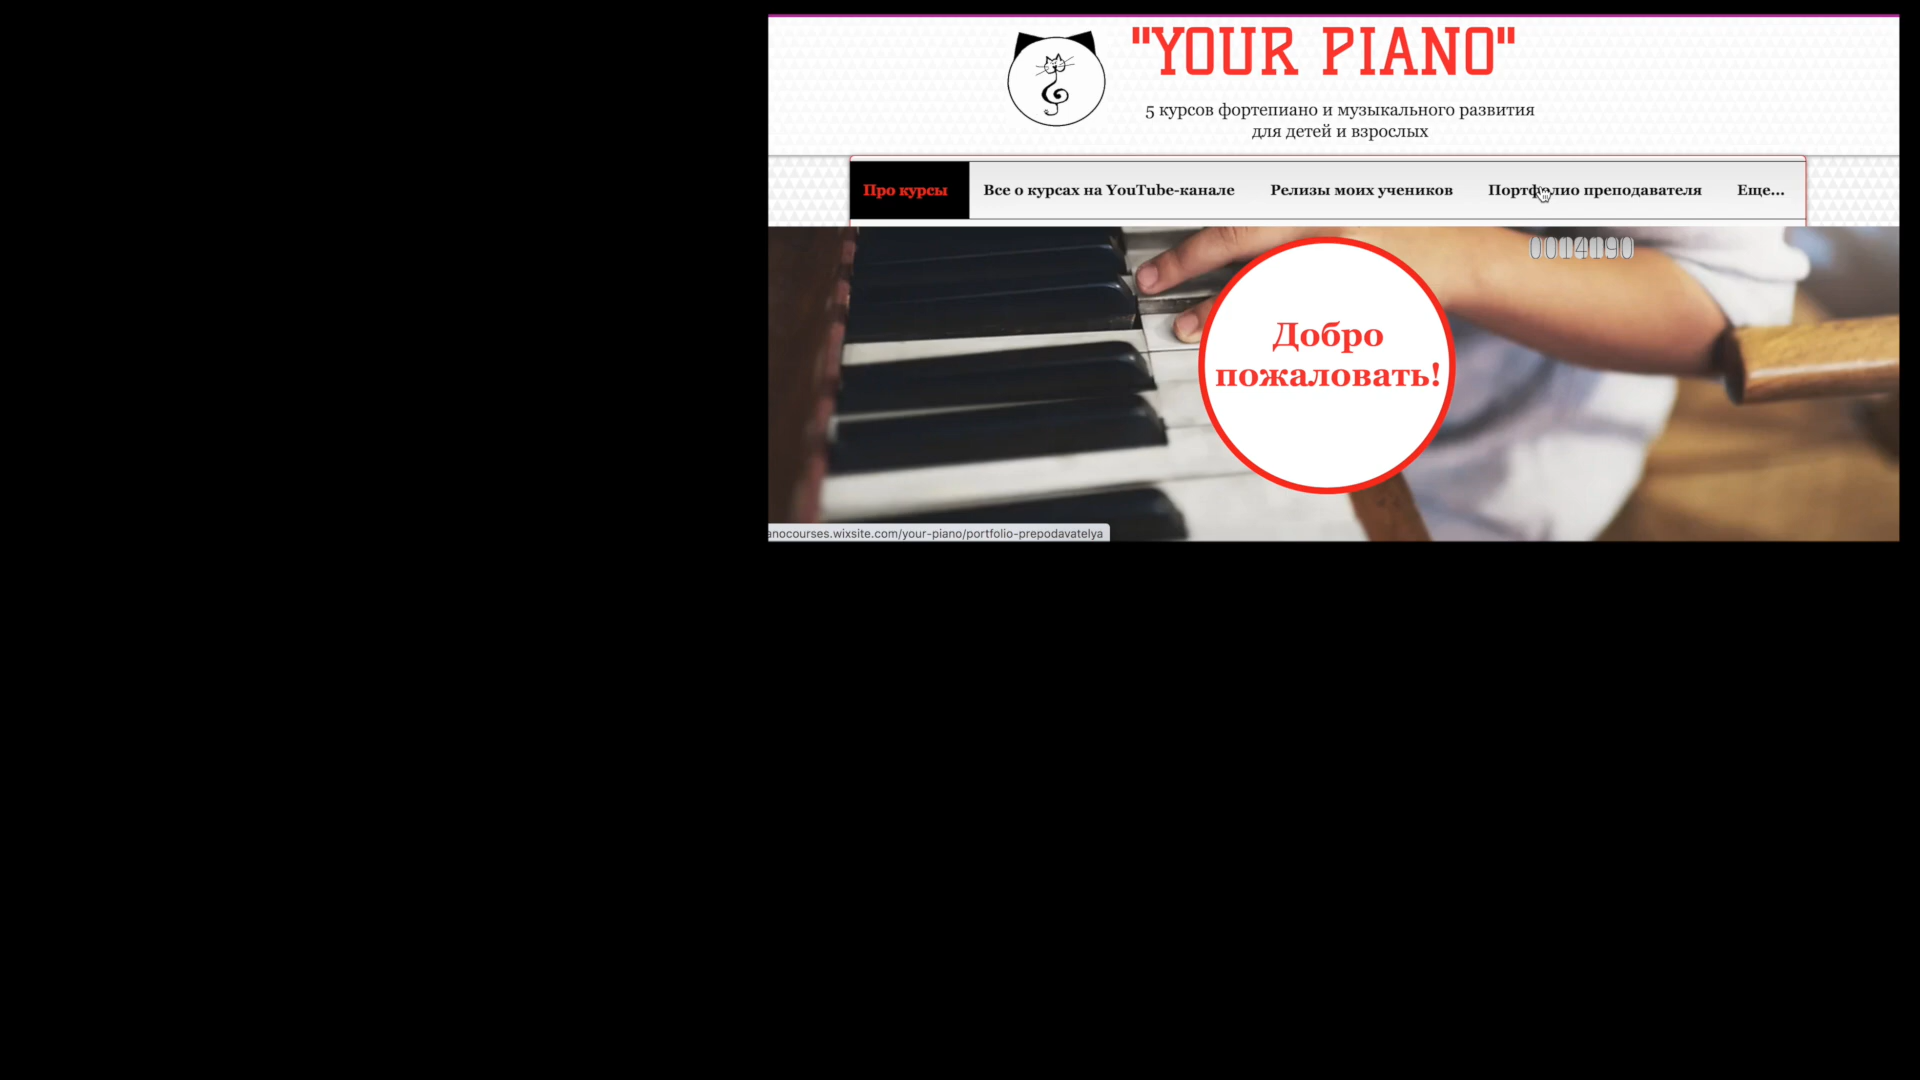 "YOUR PIANO"
5 курсов фортепиано и музыкального развития
для детей и взрослых
Про курсы
Все о курсах на YouTube-канале
Релизы моих учеников
Портфолио преподавателя
Еще...
0014190
Добро
пожаловать!
anocourses.wixsite.com/your-piano/portfolio-prepodavatelya